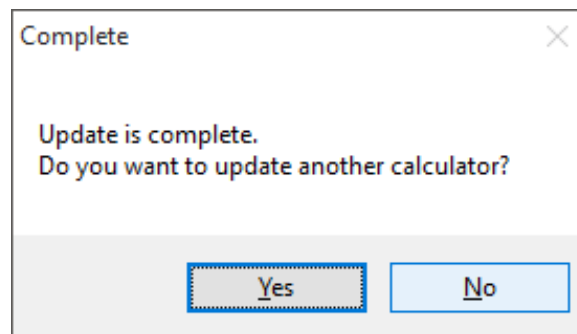 Complete
Update is complete.
Do you want to update another calculator?
Yes
No